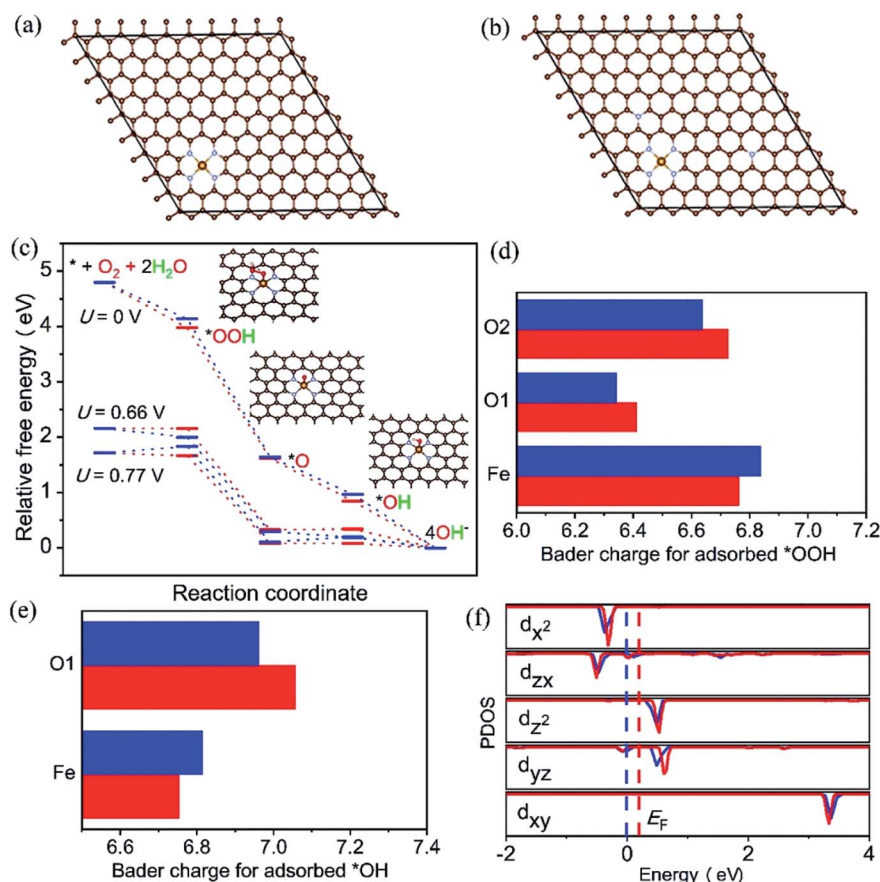 (a)
(b)
(c)
* + O₂ + 2H₂O
U = 0 V
*OOH
U = 0.66 V
U = 0.77 V
*O
*OH
4OH⁻
5
4
3
2
1
0
Relative free energy ( eV)
Reaction coordinate
(d)
O2
O1
Fe
6.0 6.2 6.4 6.6 6.8 7.0 7.2
Bader charge for adsorbed *OOH
(e)
O1
Fe
6.6 6.8 7.0 7.2 7.4
Bader charge for adsorbed *OH
(f)
dx²
dzx
dz²
dyz
dxy
PDOS
EF
-2 0 2 4
Energy ( eV)